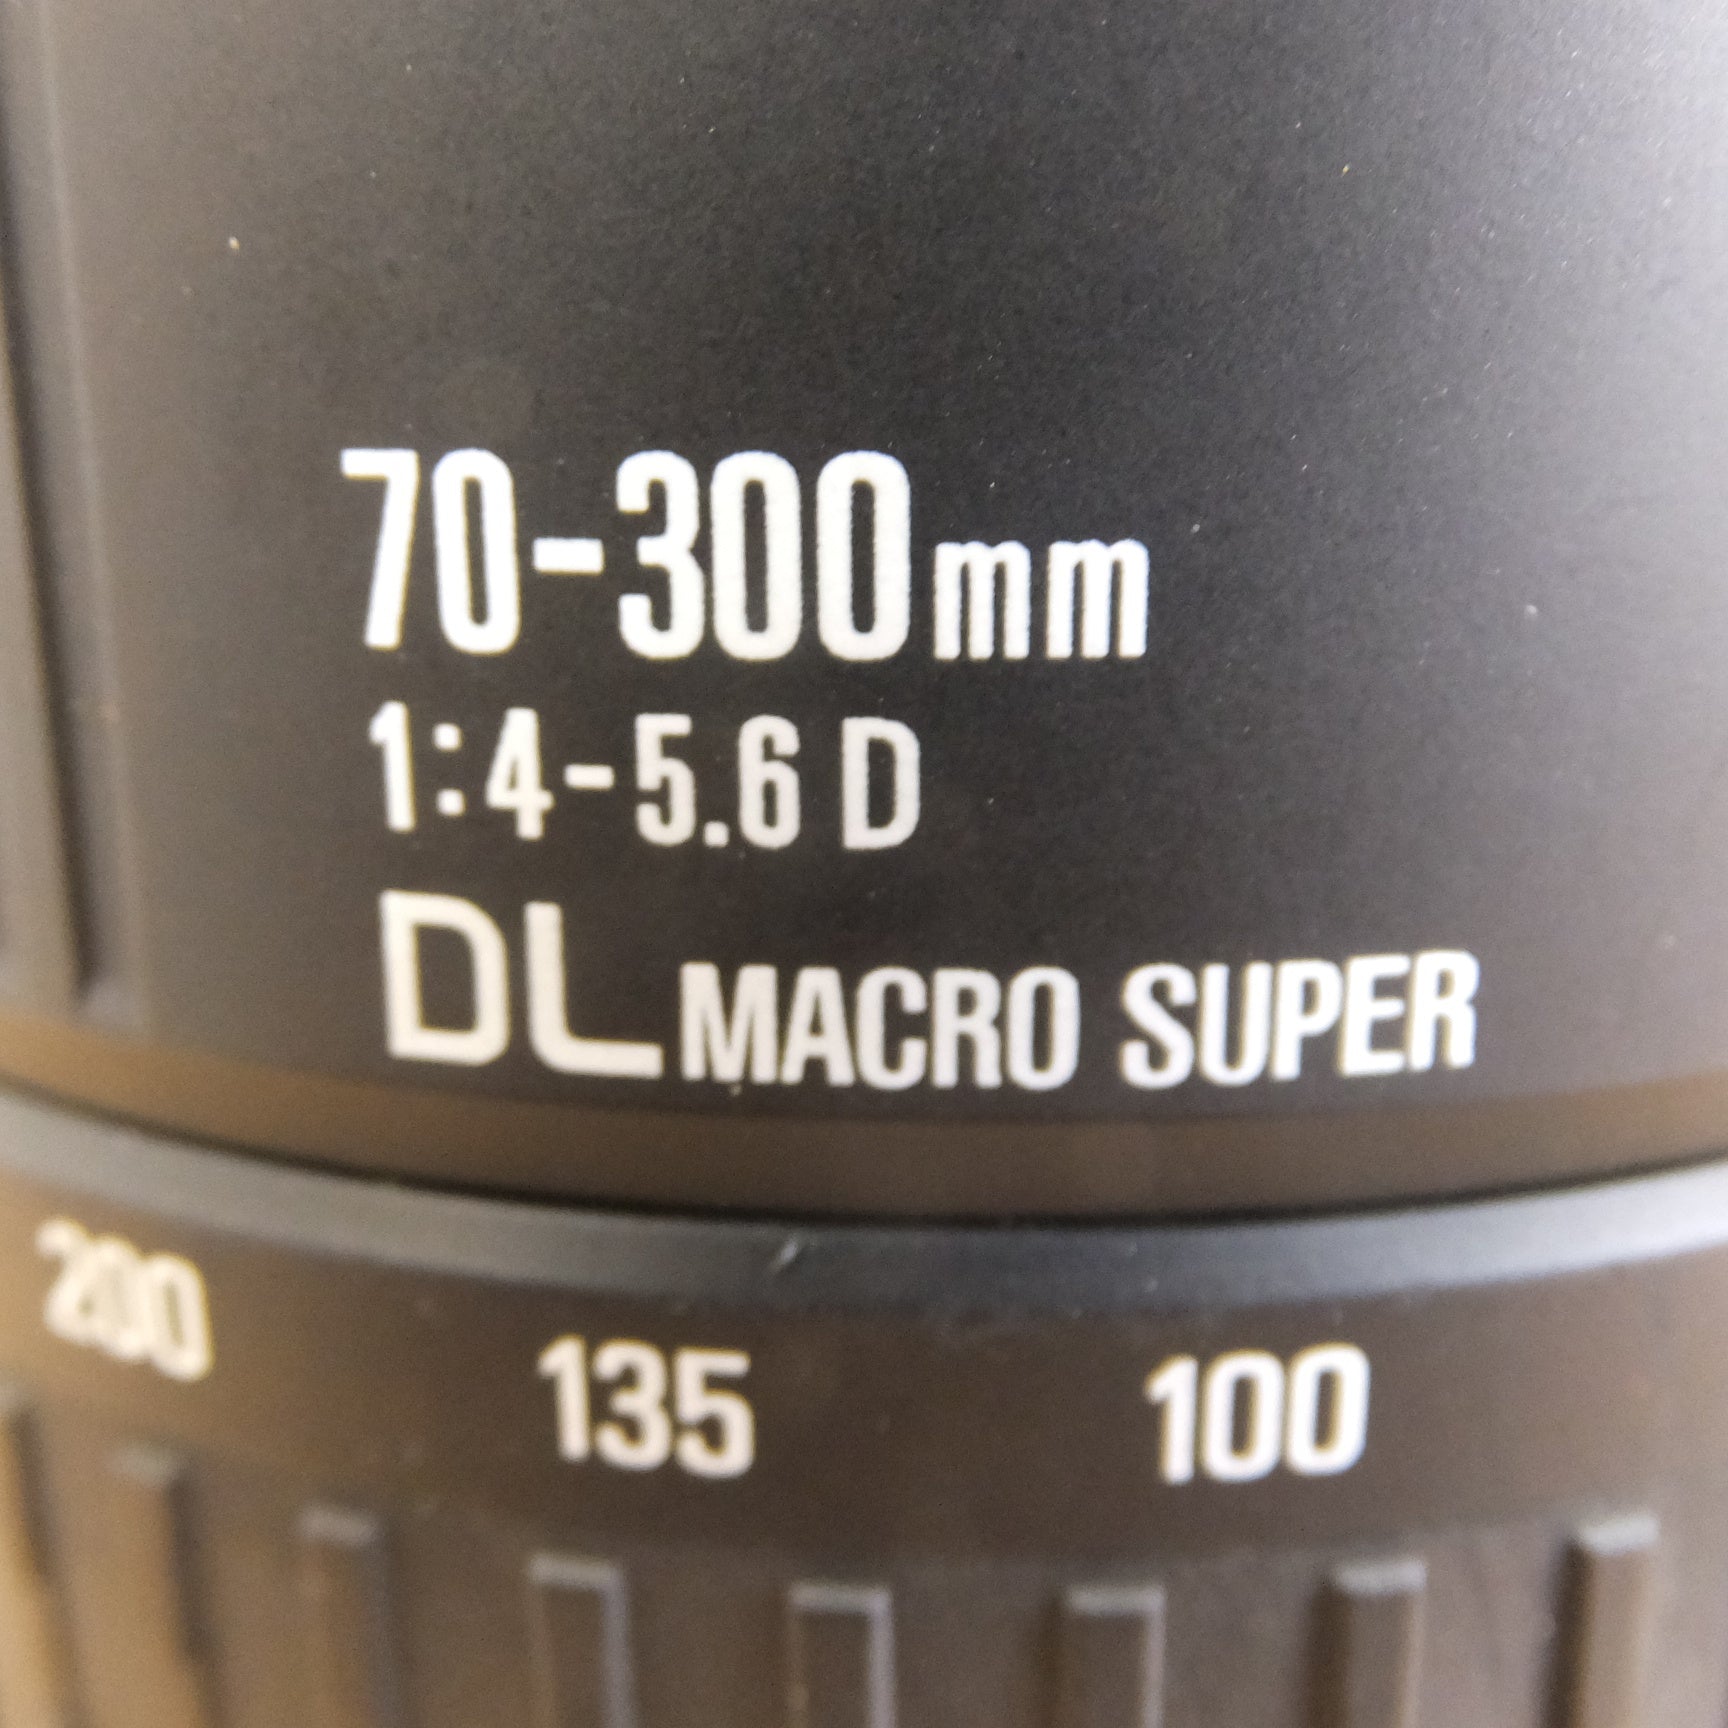 70-300mm
1:4-5.6 D
DL MACRO SUPER
200 135 100